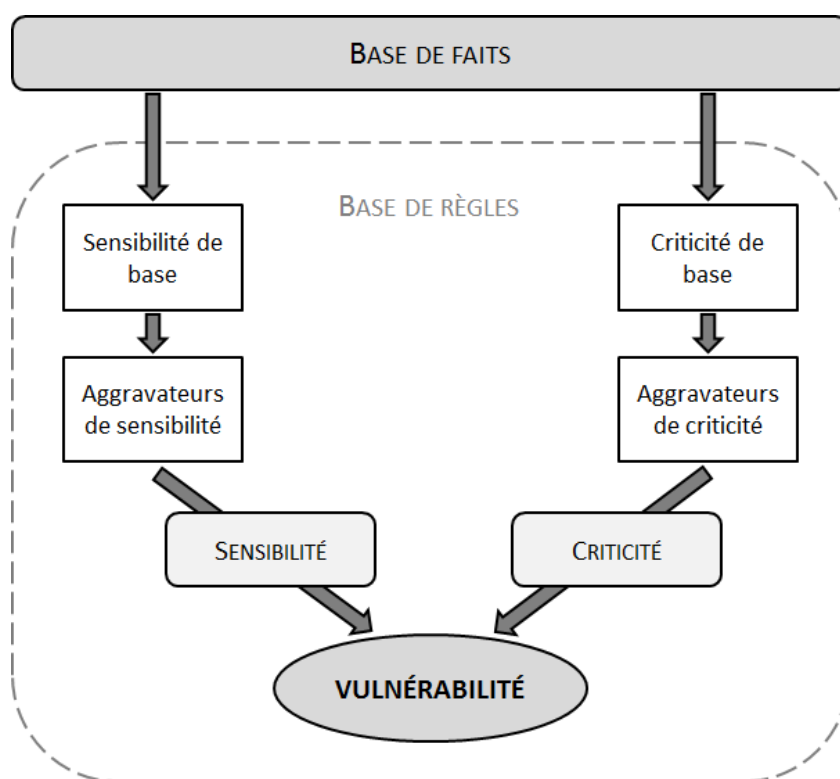 BASE DE FAITS
BASE DE RÈGLES
Sensibilité de
base
Criticité de
base
Aggravateurs
de sensibilité
Aggravateurs
de criticité
SENSIBILITÉ
CRITICITÉ
VULNÉRABILITÉ